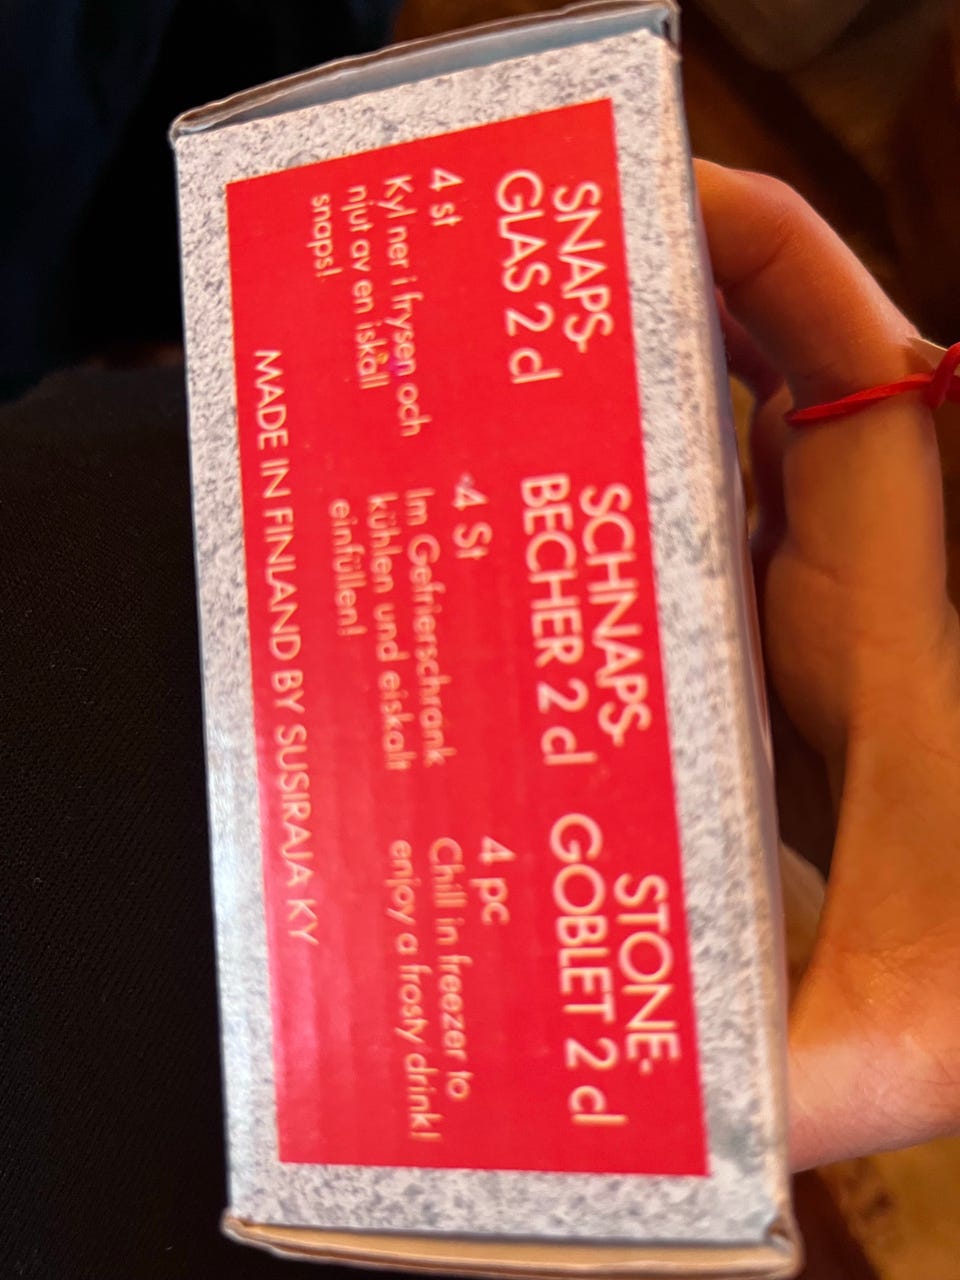 SNAPS-
GLAS 2 cl
4 st
Kyl ner i frysen och
njut av en iskall
snaps!
SCHNAPS-
BECHER 2 cl
4 St
Im Gefrierschrank
kühlen und eiskalt
einfüllen!
STONE-
GOBLET 2 cl
4 pc
Chill in freezer to
enjoy a frosty drink!
MADE IN FINLAND BY SUSIRAJA KY